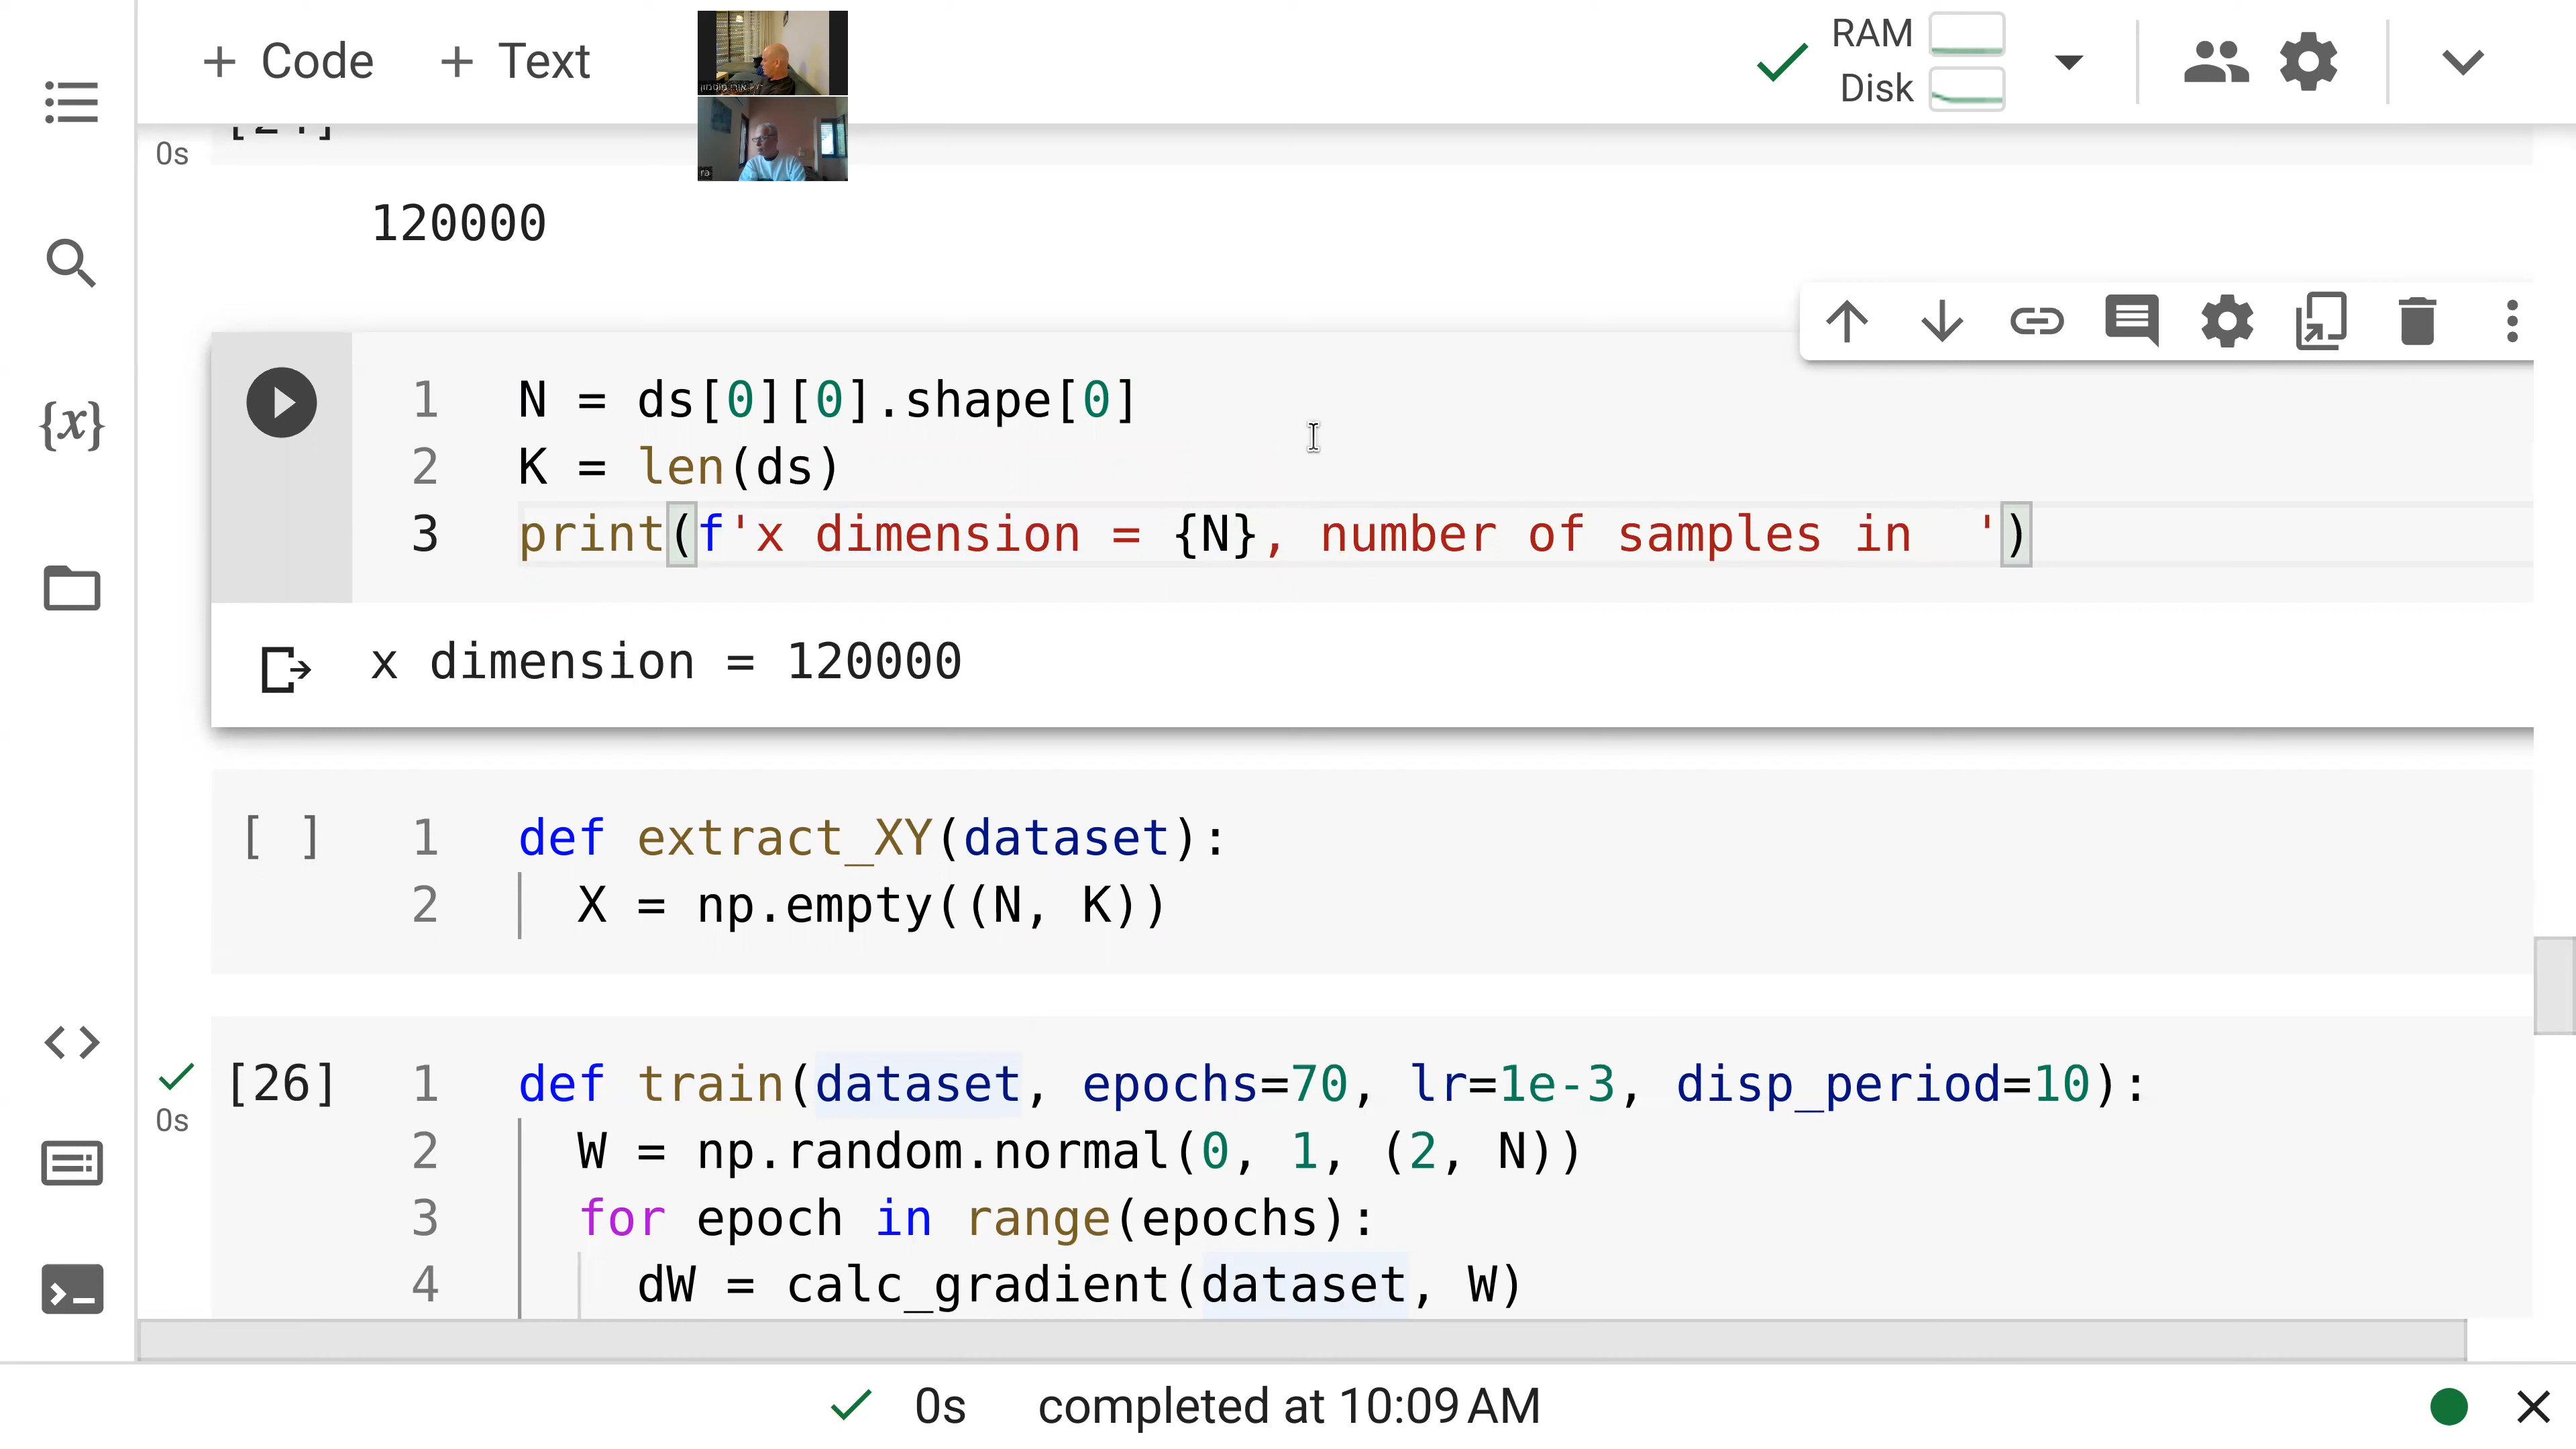 + Code + Text
RAM
Disk
0s
120000
1 N = ds[0][0].shape[0]
2 K = len(ds)
3 print(f'x dimension = {N}, number of samples in  ')
x dimension = 120000
[ ] 1 def extract_XY(dataset):
2 X = np.empty((N, K))
[26] 1 def train(dataset, epochs=70, lr=1e-3, disp_period=10):
0s
2 W = np.random.normal(0, 1, (2, N))
3 for epoch in range(epochs):
4 dW = calc_gradient(dataset, W)
{x}
0s completed at 10:09 AM